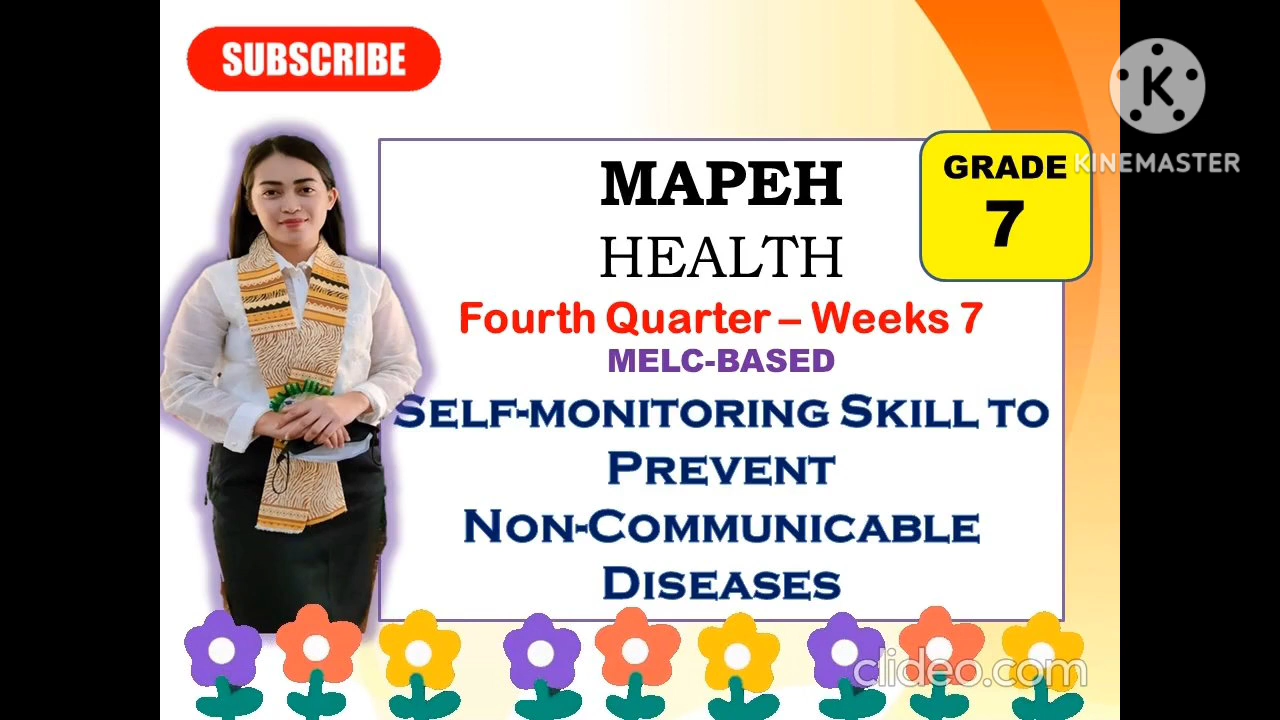 SUBSCRIBE
K
KINEMASTER
GRADE
7
MAPEH
HEALTH
Fourth Quarter – Weeks 7
MELC-BASED
SELF-MONITORING SKILL TO
PREVENT
NON-COMMUNICABLE
DISEASES
clideo.com